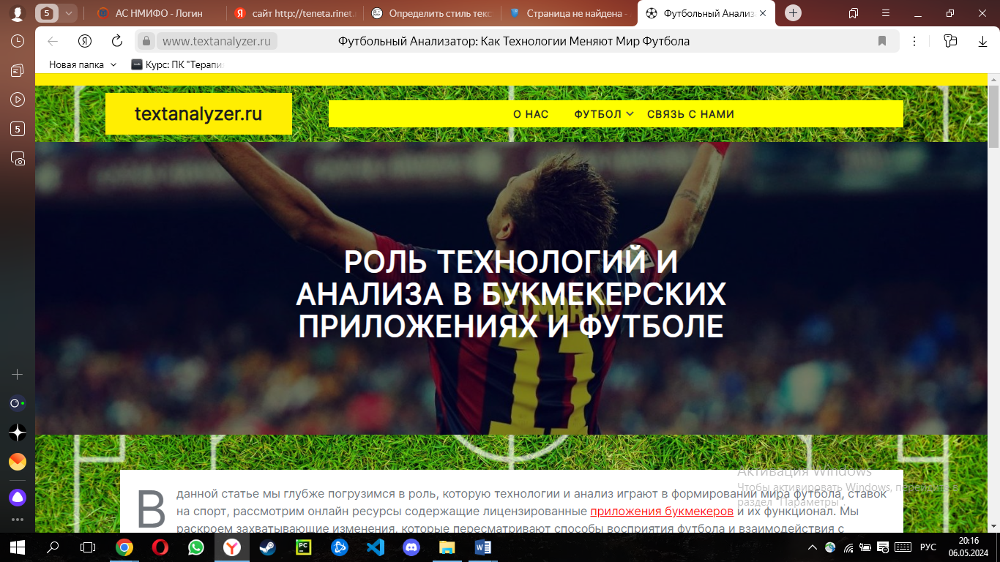 5
АС НМИФО - Логин
сайт http://teneta.rinet.
Определить стиль текс
Страница не найдена -
Футбольный Анализ
www.textanalyzer.ru
Футбольный Анализатор: Как Технологии Меняют Мир Футбола
Новая папка
Курс: ПК "Терапи
5
textanalyzer.ru
О НАС
ФУТБОЛ
СВЯЗЬ С НАМИ
РОЛЬ ТЕХНОЛОГИЙ И
АНАЛИЗА В БУКМЕКЕРСКИХ
ПРИЛОЖЕНИЯХ И ФУТБОЛЕ
11
В данной статье мы глубже погрузимся в роль, которую технологии и анализ играют в формировании мира футбола, ставок
на спорт, рассмотрим онлайн ресурсы содержащие лицензированные приложения букмекеров и их функционал. Мы
раскроем захватывающие изменения, которые пересматривают способы восприятия футбола и взаимодействия с
Активация Windows
Чтобы активировать Windows, перейдите в
раздел "Параметры".
РУС
20:16
06.05.2024